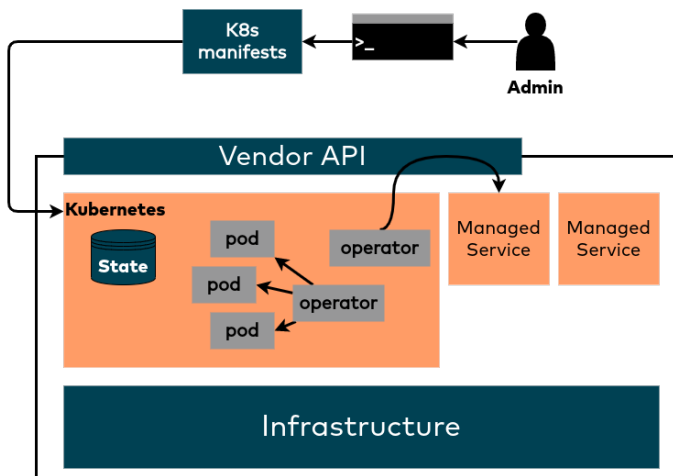 K8s
manifests
>_
Admin
Vendor API
Kubernetes
State
pod
pod
pod
operator
operator
Managed
Service
Managed
Service
Infrastructure